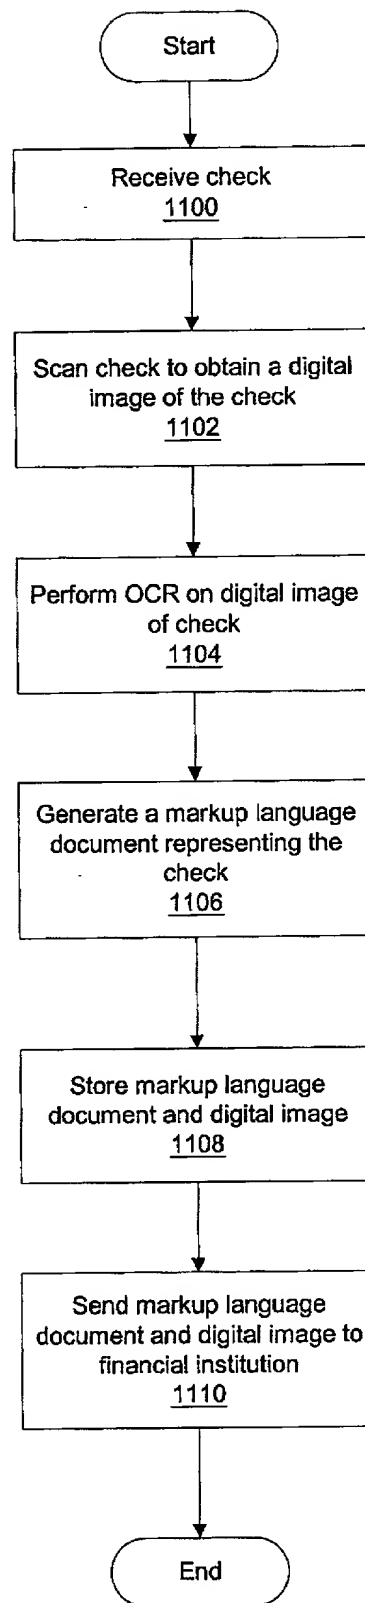 Start
Receive check
1100
Scan check to obtain a digital
image of the check
1102
Perform OCR on digital image
of check
1104
Generate a markup language
document representing the
check
1106
Store markup language
document and digital image
1108
Send markup language
document and digital image to
financial institution
1110
End